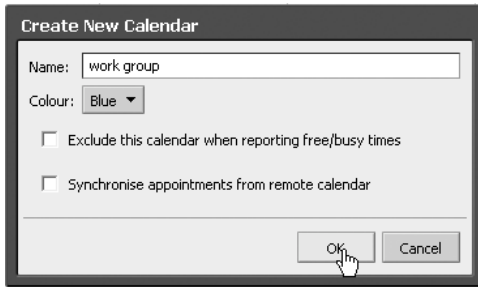 Create New Calendar
Name: work group
Colour: Blue
Exclude this calendar when reporting free/busy times
Synchronise appointments from remote calendar
OK Cancel